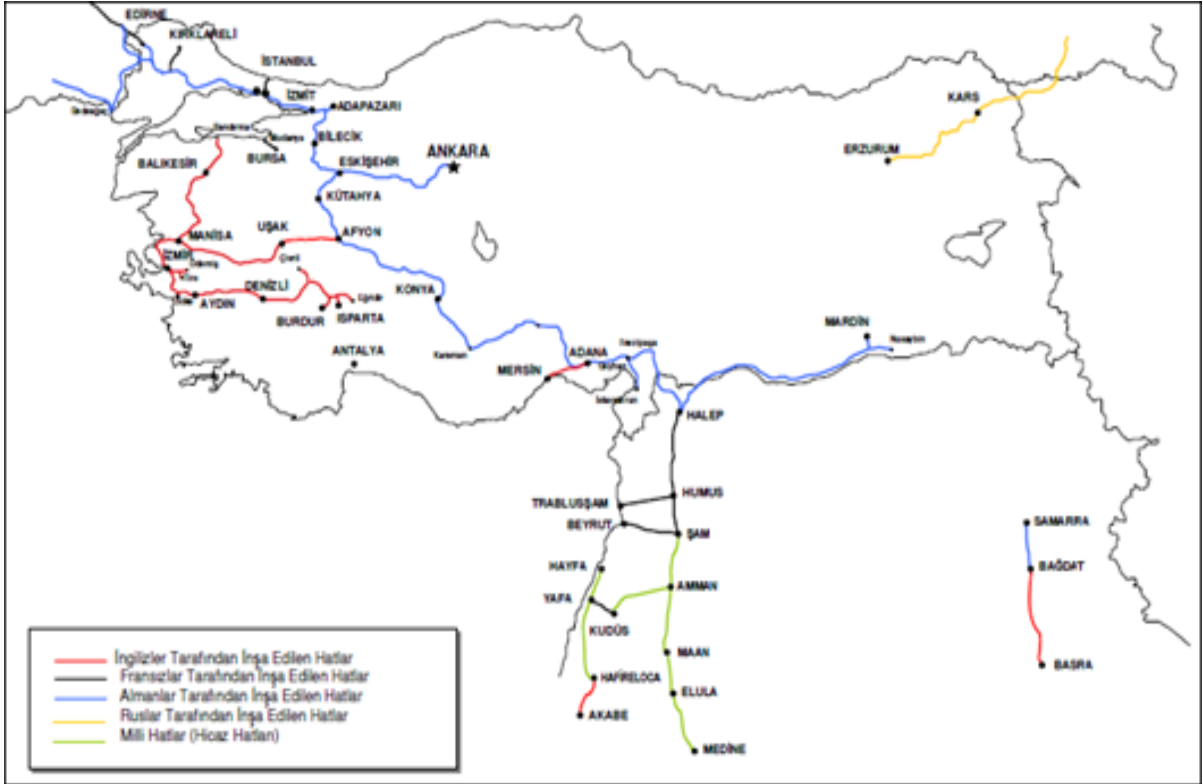 EDİRNE
KIRKLARELİ
İSTANBUL
İZMİT
ADAPAZARI
BİLECİK
BURSA
BALIKESİR
ESKİŞEHİR
ANKARA
KÜTAHYA
KARS
ERZURUM
MANİSA
UŞAK
AFYON
İZMİR
AYDIN
DENİZLİ
BURDUR
ISPARTA
KONYA
ANTALYA
Karaman
MERSİN
ADANA
MARDİN
Nusaybin
İskenderun
HALEP
HUMUS
TRABLUSŞAM
BEYRUT
ŞAM
SAMARRA
BAĞDAT
BASRA
HAYFA
YAFA
KUDÜS
AMMAN
MAAN
HAFİRELOCA
ELULA
AKABE
MEDİNE
İngilizler Tarafından İnşa Edilen Hatlar
Fransızlar Tarafından İnşa Edilen Hatlar
Almanlar Tarafından İnşa Edilen Hatlar
Ruslar Tarafından İnşa Edilen Hatlar
Milli Hatlar (Hicaz Hatları)